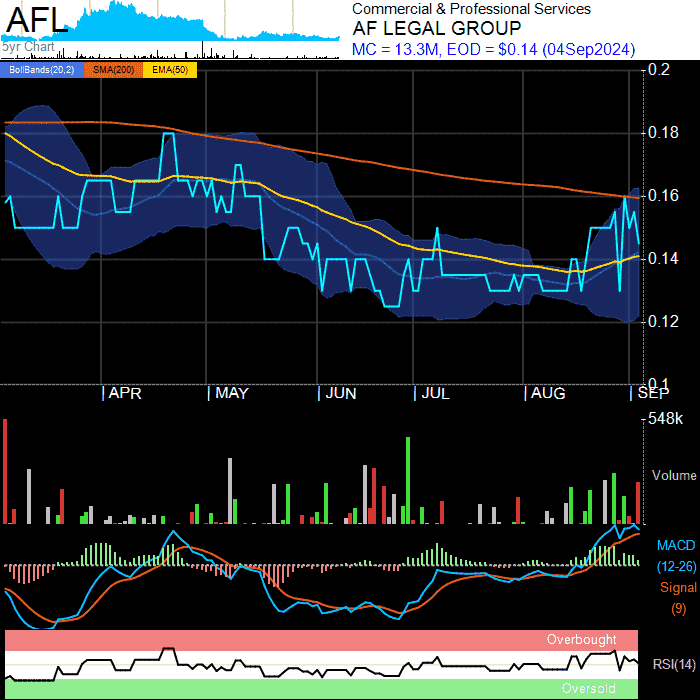 AFL
5yr Chart
Commercial & Professional Services
AF LEGAL GROUP
MC = 13.3M, EOD = $0.14 (04Sep2024)
BollBands(20,2) SMA(200) EMA(50)
0.2
0.18
0.16
0.14
0.12
0.1
APR MAY JUN JUL AUG SEP
548k
Volume
MACD
(12-26)
Signal
(9)
Overbought
RSI(14)
Oversold